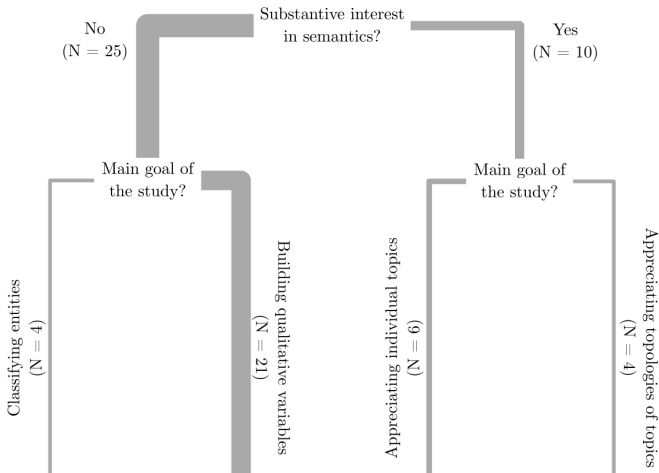 Substantive interest
in semantics?
No
(N = 25)
Yes
(N = 10)
Main goal of
the study?
Main goal of
the study?
Classifying entities
(N = 4)
Building qualitative variables
(N = 21)
Appreciating individual topics
(N = 6)
Appreciating topologies of topics
(N = 4)